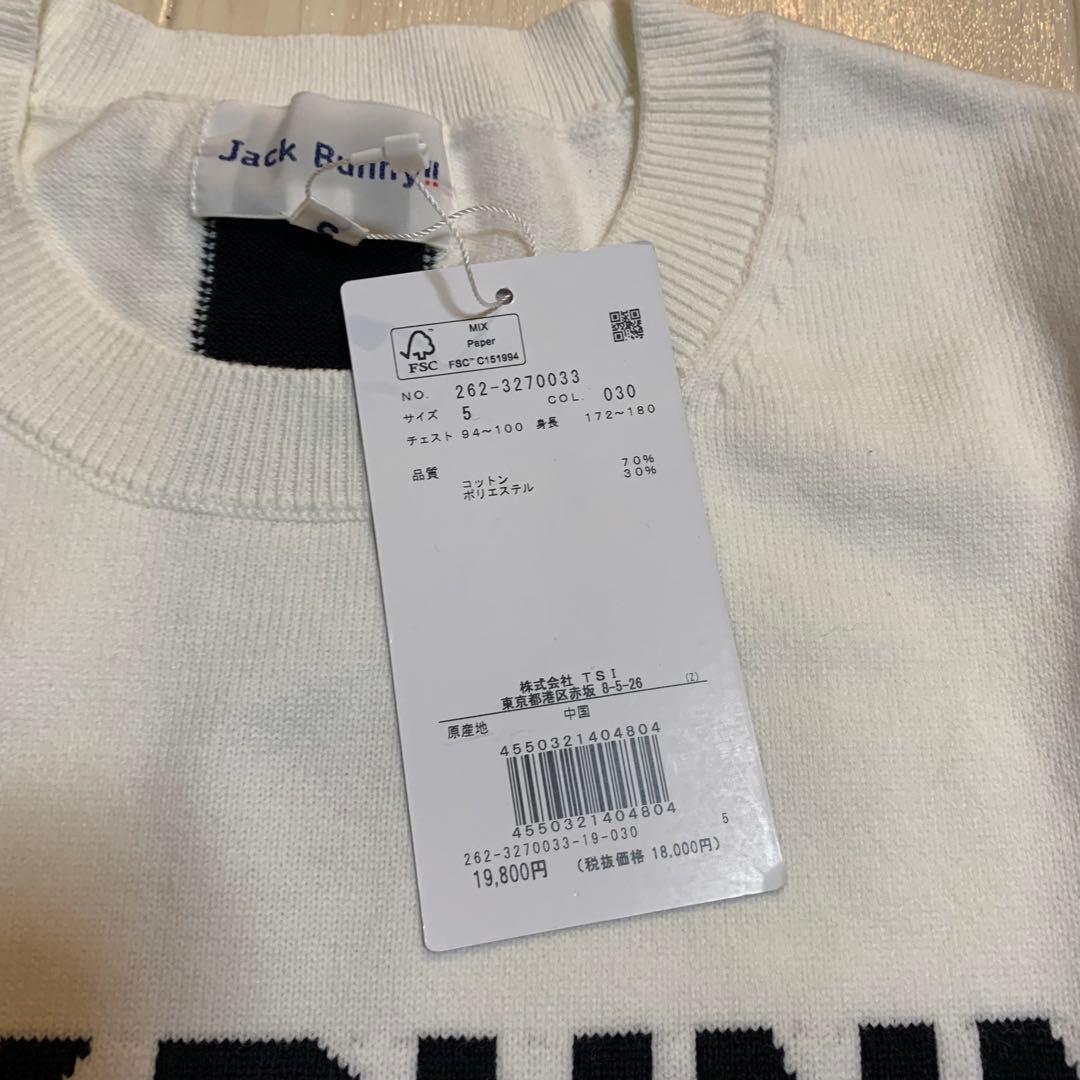 Jack Bunny!!
MIX
Paper
FSC
FSC™ C151994
NO. 262-3270033
サイズ 5 COL. 030
チェスト 94〜100 身長 172〜180
品質 コットン 70%
ポリエステル 30%
株式会社 TSI
東京都港区赤坂 8-5-26 (Z)
原産地 中国
4550321404804
4550321404804
262-3270033-19-030 5
19,800円 (税抜価格 18,000円)